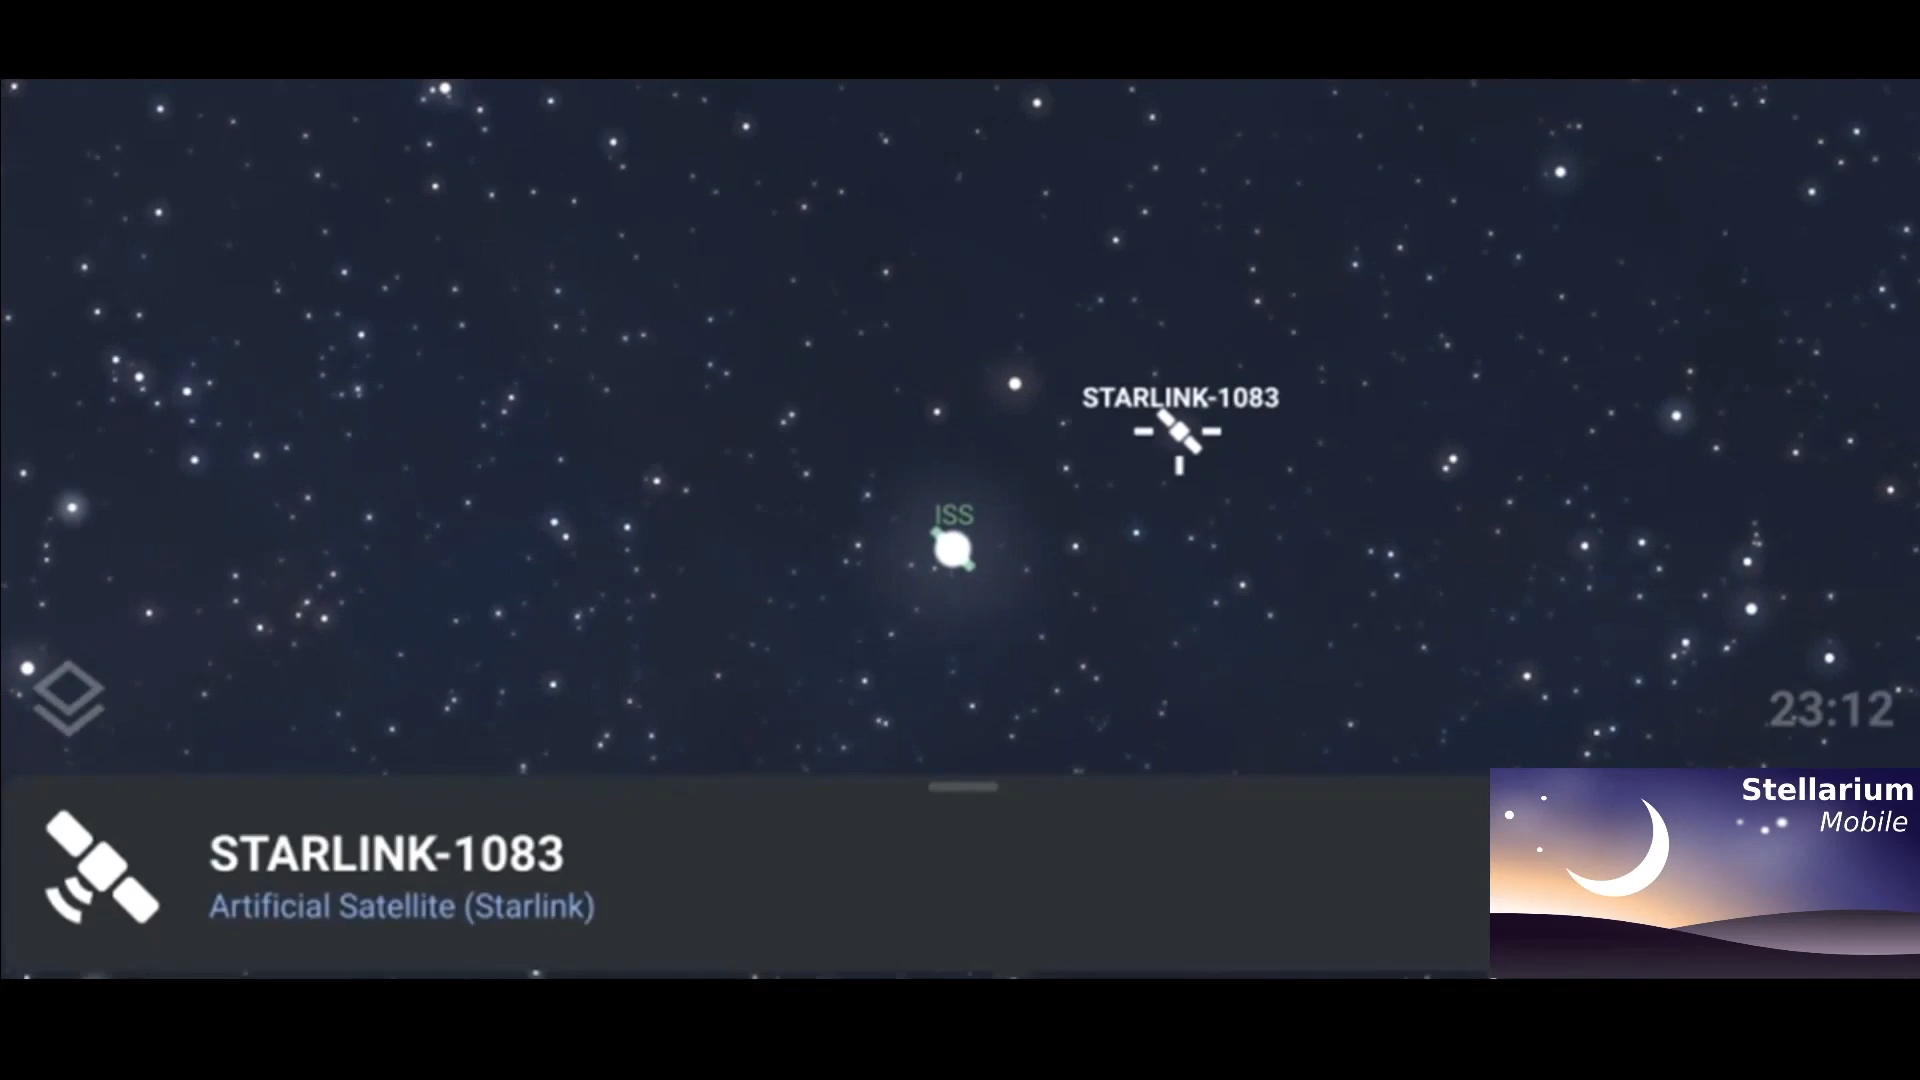 STARLINK-1083
ISS
23:12
STARLINK-1083
Artificial Satellite (Starlink)
Stellarium
Mobile